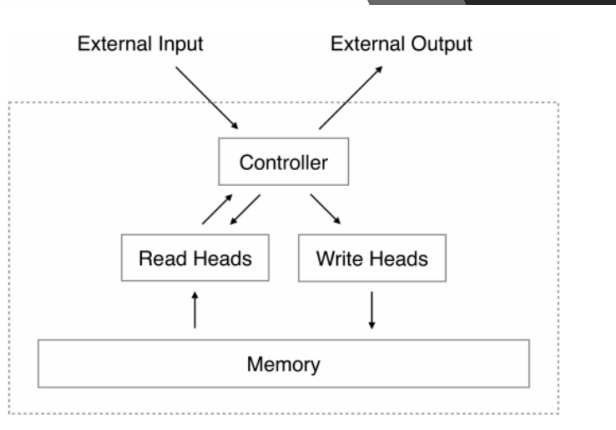 External Input
External Output
Controller
Read Heads
Write Heads
Memory